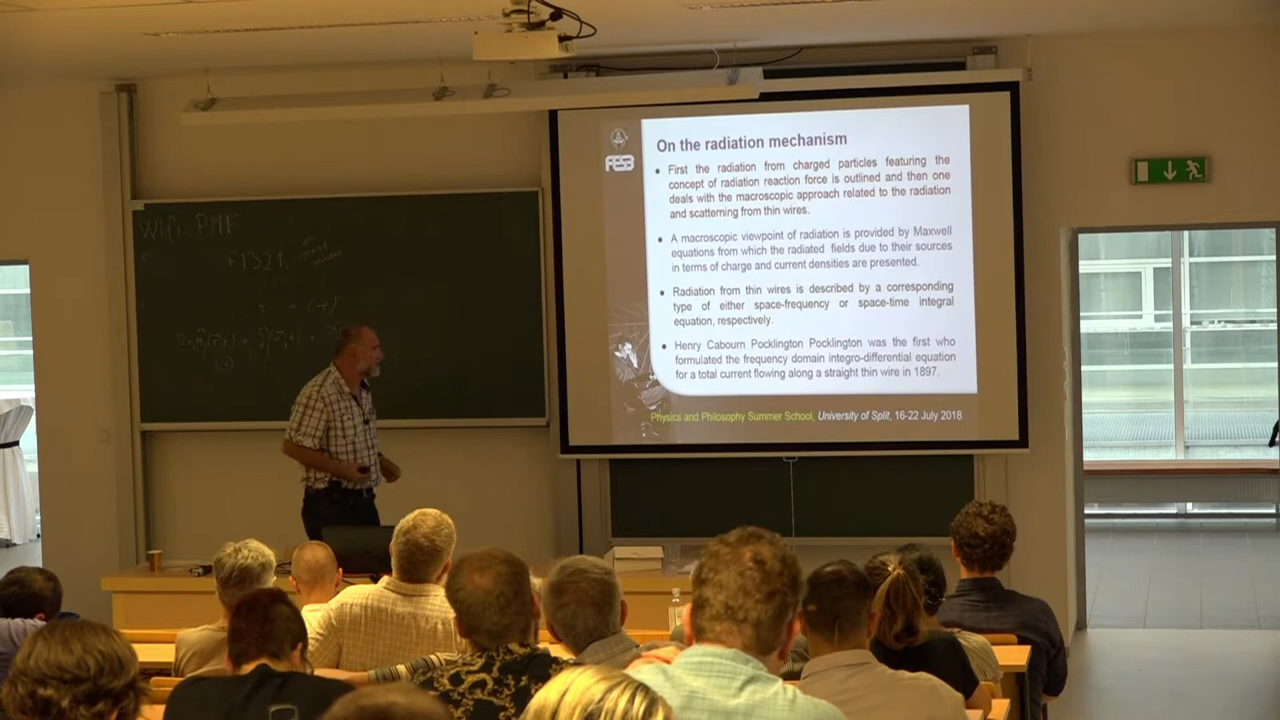 Wifi: PMF
F1321.
FESB
On the radiation mechanism
• First the radiation from charged particles featuring the
concept of radiation reaction force is outlined and then one
deals with the macroscopic approach related to the radiation
and scatterning from thin wires.
• A macroscopic viewpoint of radiation is provided by Maxwell
equations from which the radiated fields due to their sources
in terms of charge and current densities are presented.
• Radiation from thin wires is described by a corresponding
type of either space-frequency or space-time integral
equation, respectively.
• Henry Cabourn Pocklington Pocklington was the first who
formulated the frequency domain integro-differential equation
for a total current flowing along a straight thin wire in 1897.
Physics and Philosophy Summer School, University of Split, 16-22 July 2018